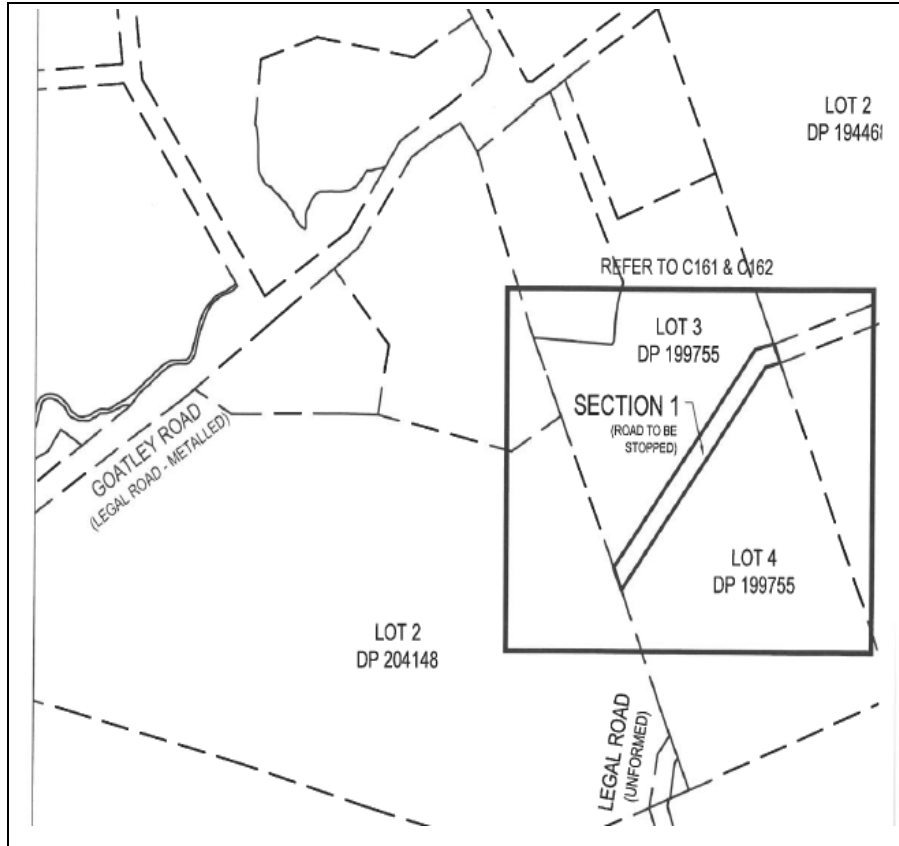 LOT 2
DP 19446
REFER TO C161 & C162
LOT 3
DP 199755
SECTION 1
(ROAD TO BE
STOPPED)
GOATLEY ROAD
(LEGAL ROAD - METALLED)
LOT 4
DP 199755
LOT 2
DP 204148
LEGAL ROAD
(UNFORMED)